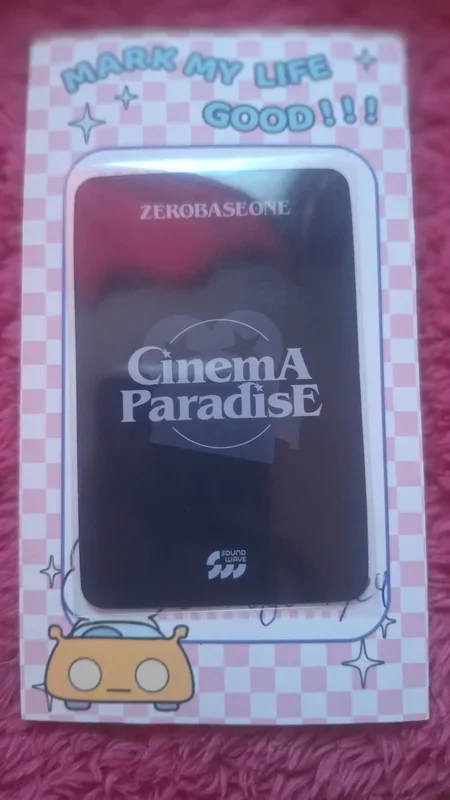 MARK MY LIFE
GOOD!!!
ZEROBASEONE
CinemA
ParadisE
SOUND
WAVE